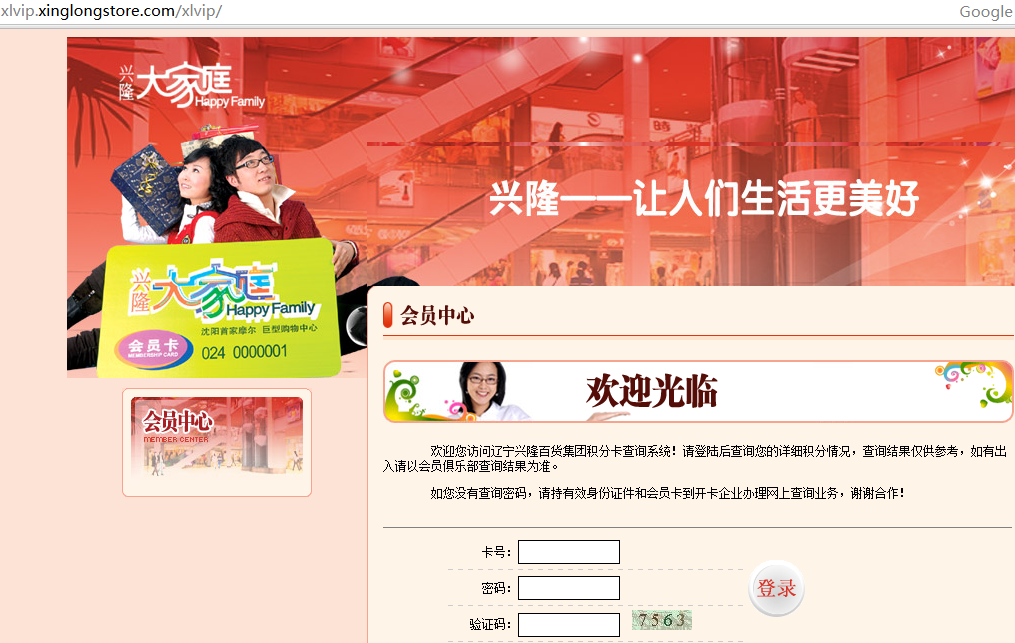 xlvip.xinglongstore.com/xlvip/
Google
兴隆大家庭
Happy Family
兴隆——让人们生活更美好
兴隆大家庭
Happy Family
沈阳首家摩尔 巨型购物中心
会员卡
MEMBERSHIP CARD
024 0000001
会员中心
欢迎光临
会员中心
MEMBER CENTER
欢迎您访问辽宁兴隆百货集团积分卡查询系统！请登陆后查询您的详细积分情况，查询结果仅供参考，如有出
入请以会员俱乐部查询结果为准。
如您没有查询密码，请持有效身份证件和会员卡到开卡企业办理网上查询业务，谢谢合作！
卡号：
密码：
登录
验证码：
7563